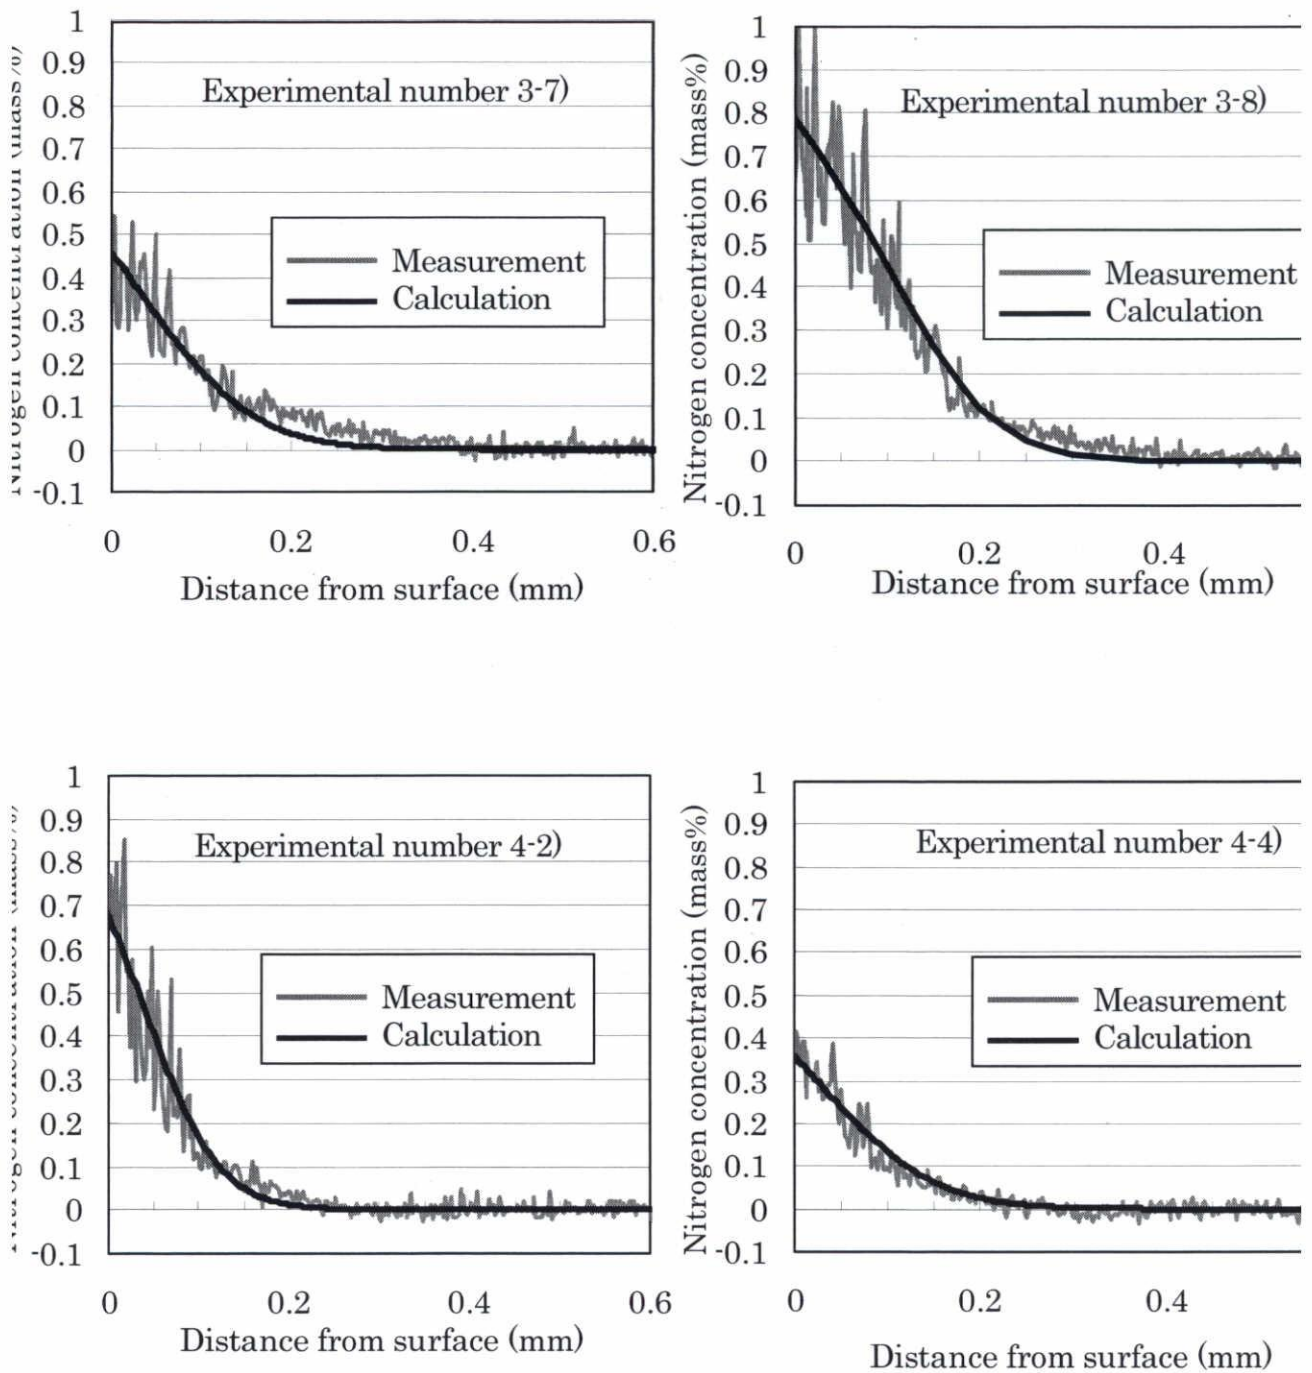 1
0.9
0.8
0.7
0.6
0.5
0.4
0.3
0.2
0.1
0
-0.1
Experimental number 3-7)
Measurement
Calculation
0 0.2 0.4 0.6
Distance from surface (mm)
Nitrogen concentration (mass%)
1
0.9
0.8
0.7
0.6
0.5
0.4
0.3
0.2
0.1
0
-0.1
Experimental number 3-8)
Measurement
Calculation
0 0.2 0.4
Distance from surface (mm)
1
0.9
0.8
0.7
0.6
0.5
0.4
0.3
0.2
0.1
0
-0.1
Experimental number 4-2)
Measurement
Calculation
0 0.2 0.4 0.6
Distance from surface (mm)
Nitrogen concentration (mass%)
1
0.9
0.8
0.7
0.6
0.5
0.4
0.3
0.2
0.1
0
-0.1
Experimental number 4-4)
Measurement
Calculation
0 0.2 0.4
Distance from surface (mm)